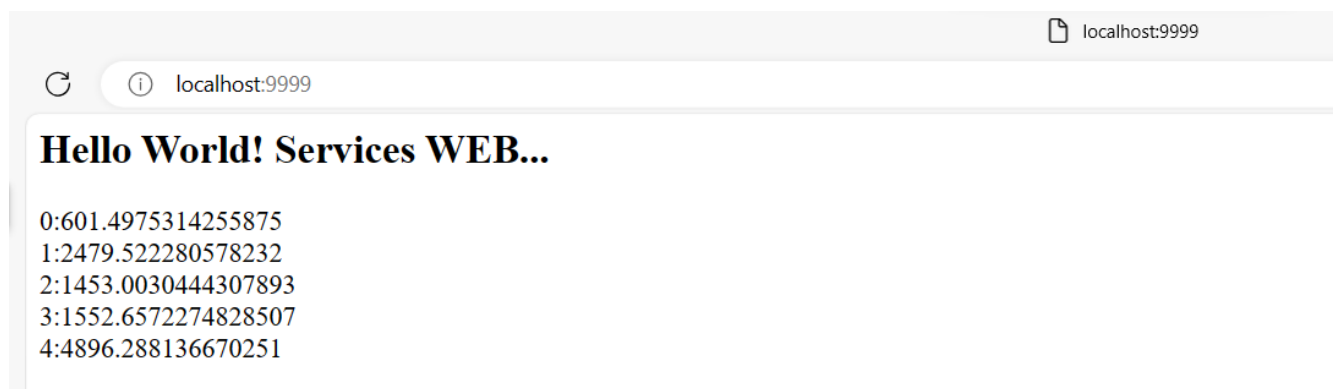 localhost:9999
localhost:9999
Hello World! Services WEB...
0:601.4975314255875
1:2479.522280578232
2:1453.0030444307893
3:1552.6572274828507
4:4896.288136670251